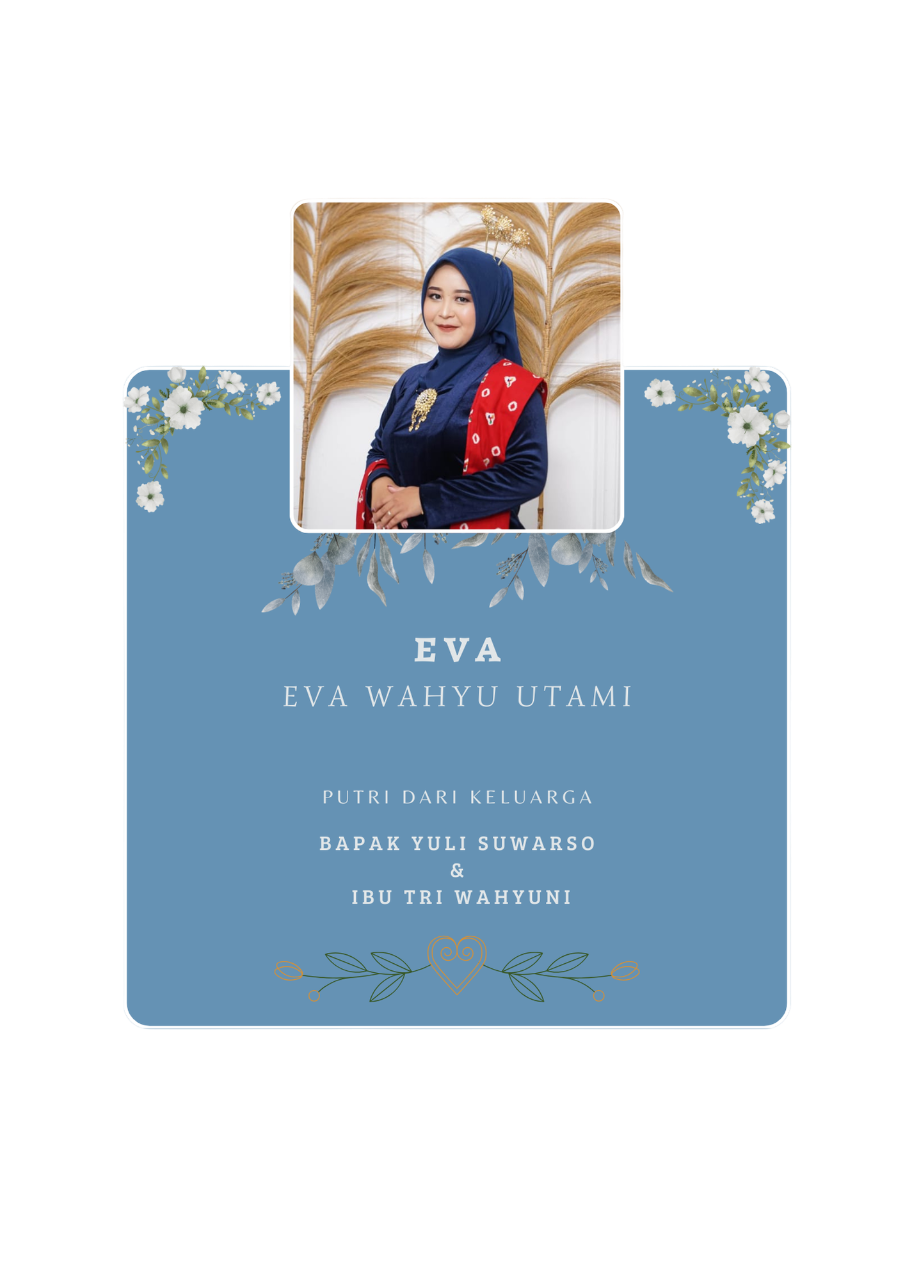 EVA
EVA WAHYU UTAMI
PUTRI DARI KELUARGA
BAPAK YULI SUWARSO
&
IBU TRI WAHYUNI